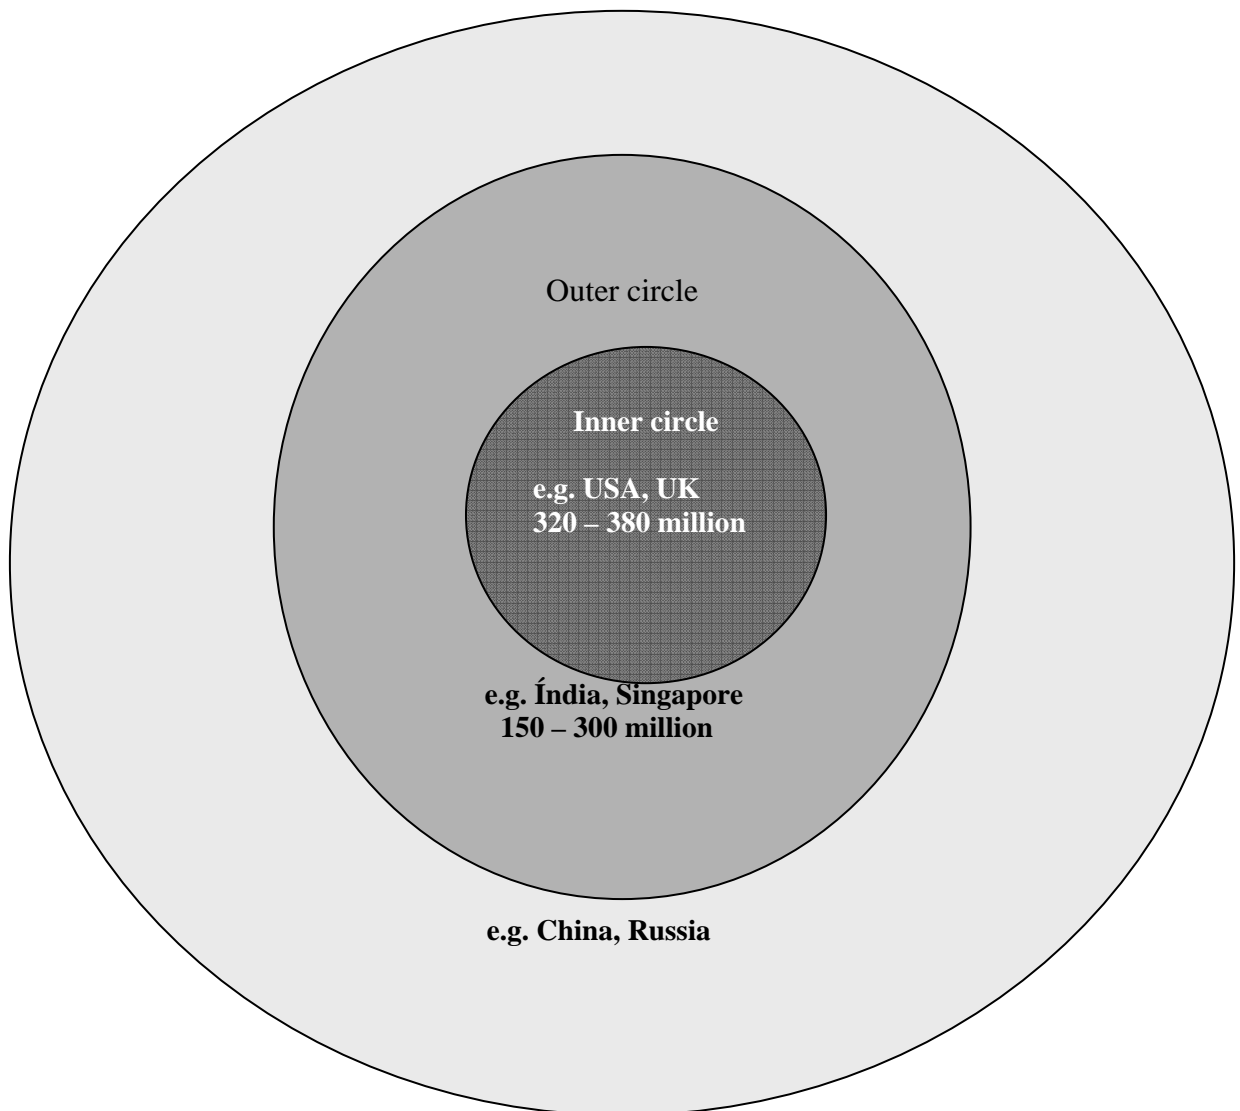 Outer circle
Inner circle
e.g. USA, UK
320 – 380 million
e.g. Índia, Singapore
150 – 300 million
e.g. China, Russia